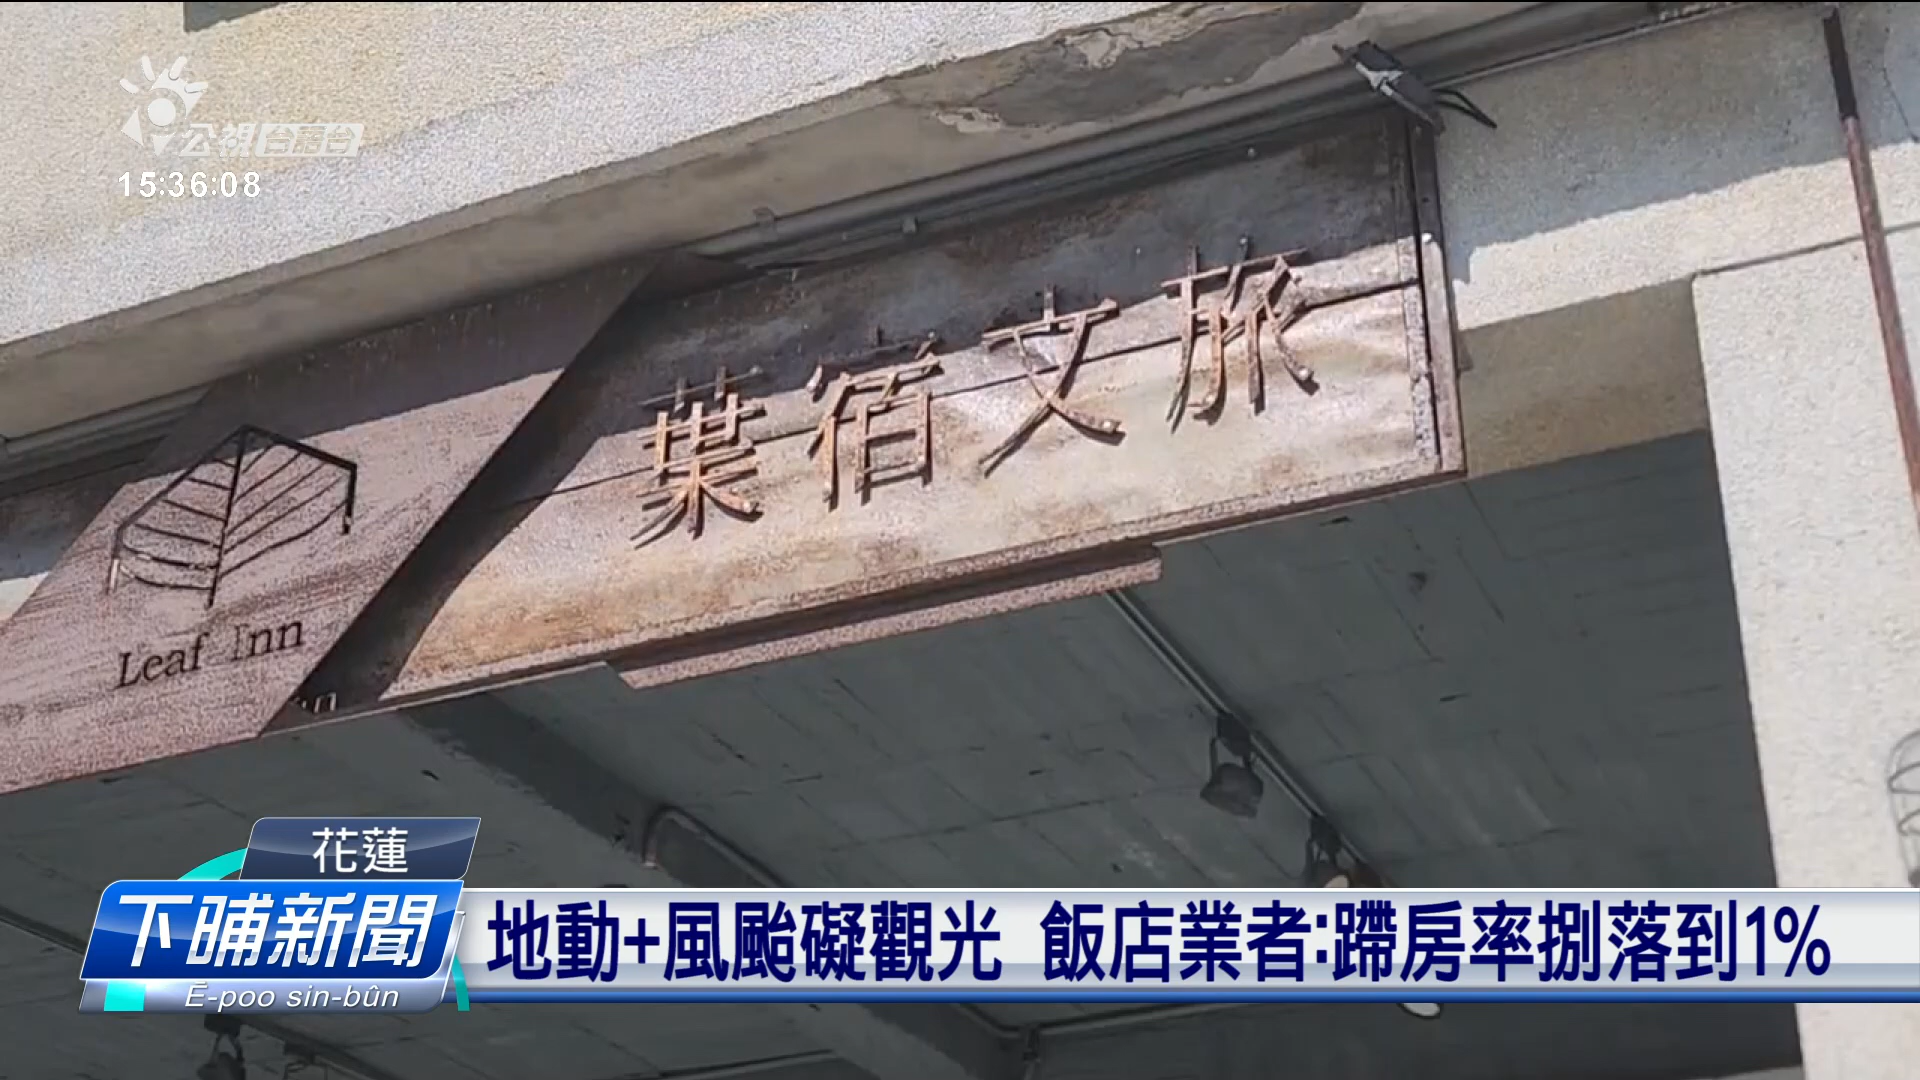 公視台語台
15:36:08
葉宿文旅
Leaf Inn
花蓮
下晡新聞
Ē-poo sin-bûn
地動+風颱礙觀光 飯店業者:蹛房率捌落到1%